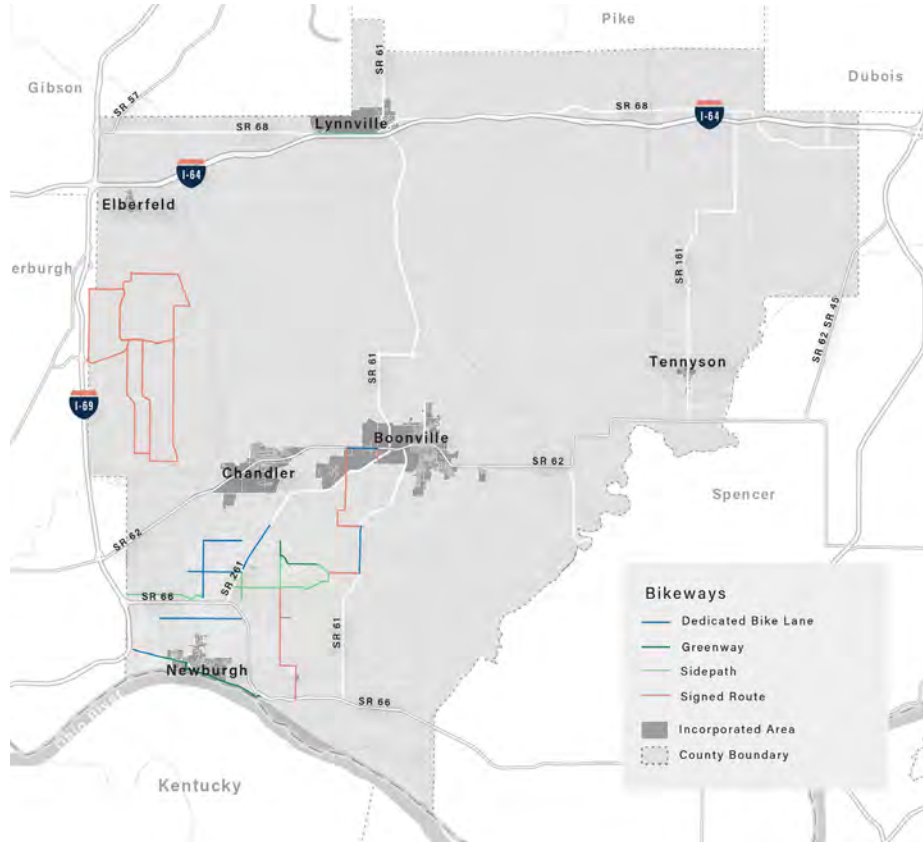 Pike
Gibson
Dubois
SR 57
SR 61
SR 68
Lynnville
SR 68
I-64
I-64
Elberfeld
erburgh
SR 161
SR 62 SR 45
SR 61
Tennyson
I-69
Boonville
Chandler
SR 62
Spencer
SR 62
SR 261
SR 66
SR 61
Newburgh
SR 66
Ohio River
Kentucky
Bikeways
Dedicated Bike Lane
Greenway
Sidepath
Signed Route
Incorporated Area
County Boundary